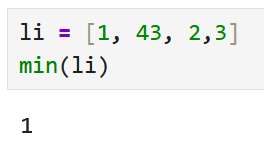 li = [1, 43, 2,3]
min(li)
1